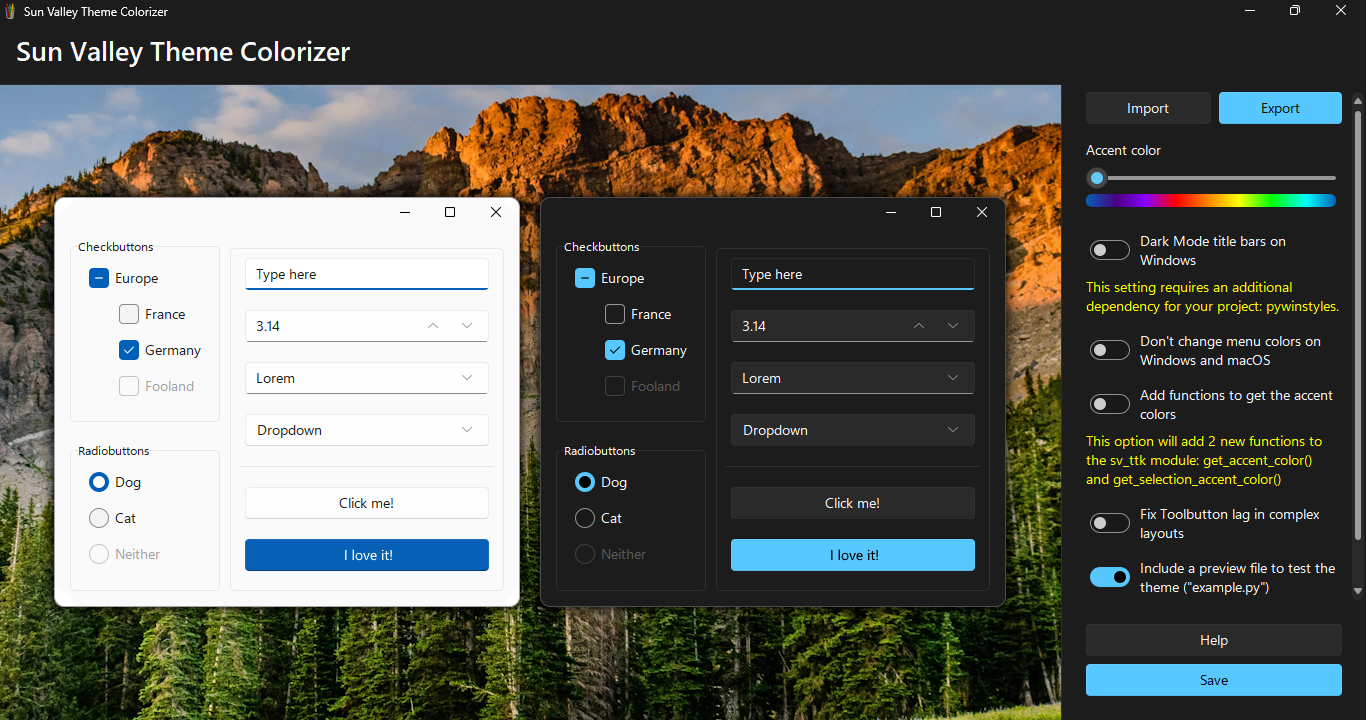 Sun Valley Theme Colorizer
Sun Valley Theme Colorizer
Checkbuttons
Europe
France
Germany
Fooland
Radiobuttons
Dog
Cat
Neither
Type here
3.14
Lorem
Dropdown
Click me!
I love it!
Checkbuttons
Europe
France
Germany
Fooland
Radiobuttons
Dog
Cat
Neither
Type here
3.14
Lorem
Dropdown
Click me!
I love it!
Import
Export
Accent color
Dark Mode title bars on
Windows
This setting requires an additional
dependency for your project: pywinstyles.
Don't change menu colors on
Windows and macOS
Add functions to get the accent
colors
This option will add 2 new functions to
the sv_ttk module: get_accent_color()
and get_selection_accent_color()
Fix Toolbutton lag in complex
layouts
Include a preview file to test the
theme ("example.py")
Help
Save